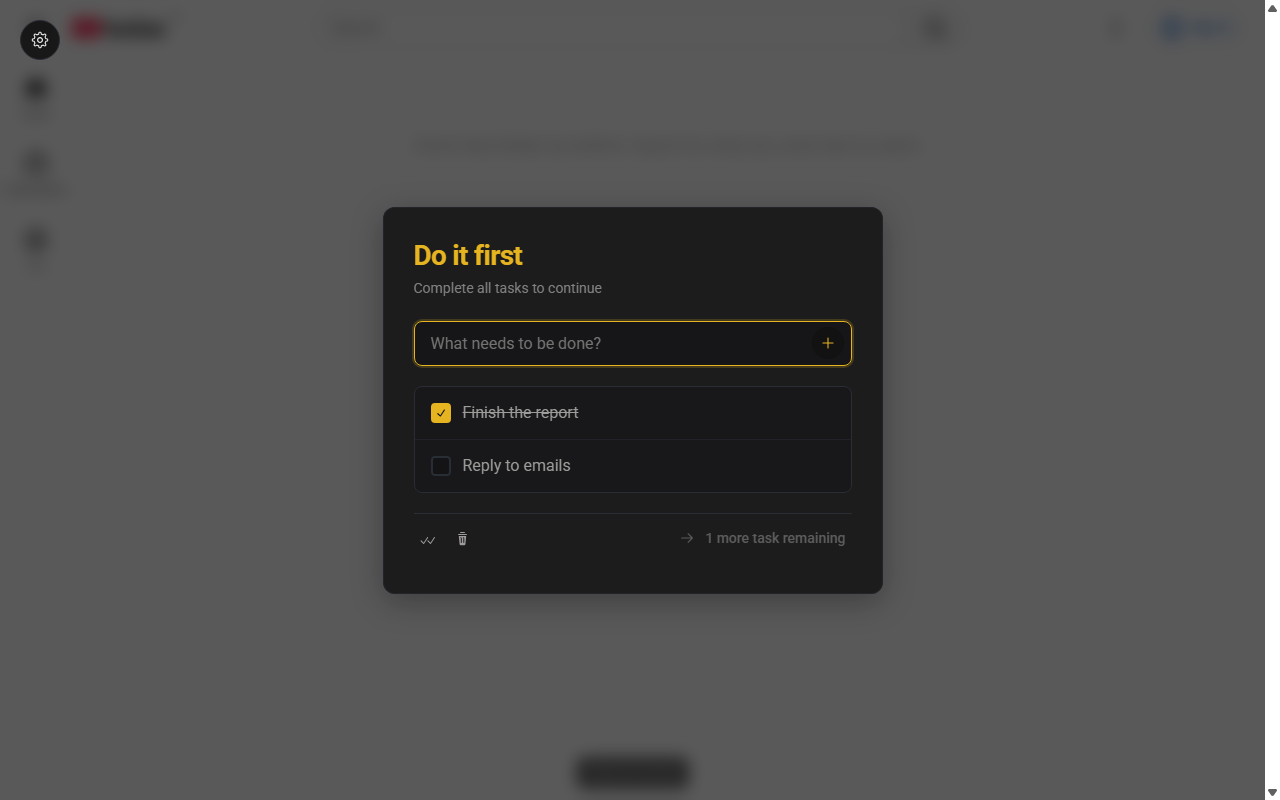 Do it first
Complete all tasks to continue
What needs to be done?
Finish the report
Reply to emails
1 more task remaining